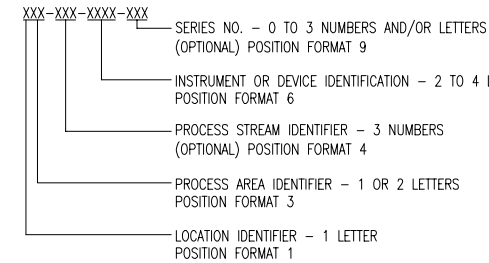 XXX-XXX-XXXX-XXX
SERIES NO. – 0 TO 3 NUMBERS AND/OR LETTERS
(OPTIONAL) POSITION FORMAT 9
INSTRUMENT OR DEVICE IDENTIFICATION – 2 TO 4
POSITION FORMAT 6
PROCESS STREAM IDENTIFIER – 3 NUMBERS
(OPTIONAL) POSITION FORMAT 4
PROCESS AREA IDENTIFIER – 1 OR 2 LETTERS
POSITION FORMAT 3
LOCATION IDENTIFIER – 1 LETTER
POSITION FORMAT 1